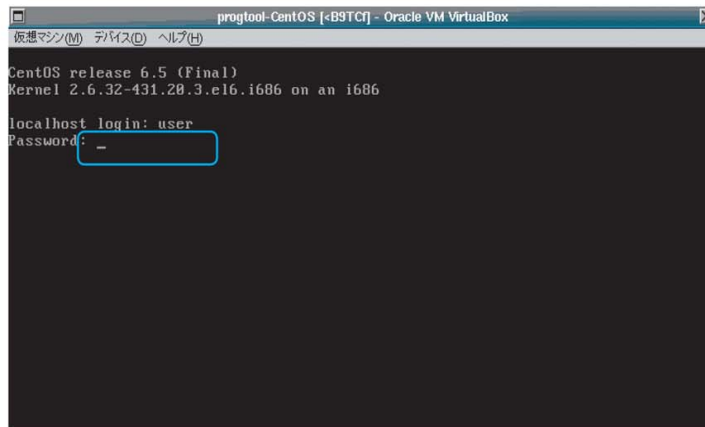 progtool-CentOS [<B9TCf] - Oracle VM VirtualBox
仮想マシン(M) デバイス(D) ヘルプ(H)
CentOS release 6.5 (Final)
Kernel 2.6.32-431.20.3.el6.i686 on an i686
localhost login: user
Password: _